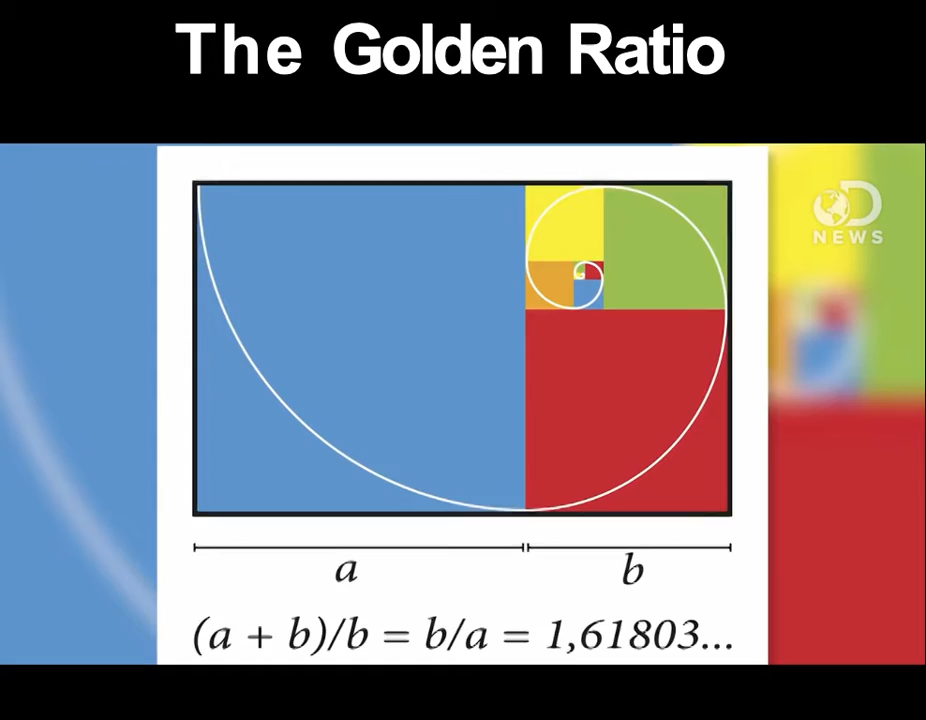 The Golden Ratio
D
NEWS
a
b
(a + b)/b = b/a = 1,61803...